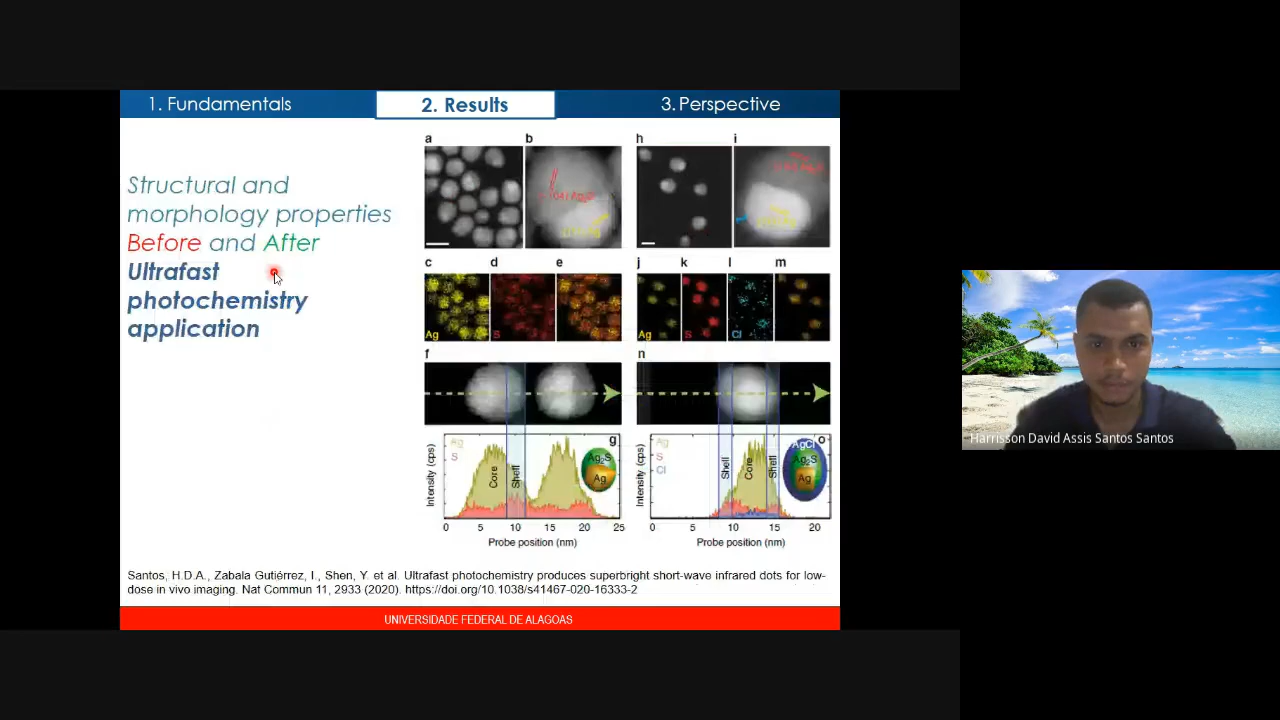 1. Fundamentals
2. Results
3. Perspective
Structural and
morphology properties
Before and After
Ultrafast
photochemistry
application
a
b
h
i
c
d
e
j
k
l
m
Ag
S
Ag
S
Cl
f
n
Ag
S
Intensity (cps)
Core
Shell
g
Ag2S
Ag
0 5 10 15 20 25
Probe position (nm)
Ag
S
Cl
Intensity (cps)
Shell
Core
Shell
o
AgCl
Ag2S
Ag
0 5 10 15 20
Probe position (nm)
Santos, H.D.A., Zabala Gutiérrez, I., Shen, Y. et al. Ultrafast photochemistry produces superbright short-wave infrared dots for low-
dose in vivo imaging. Nat Commun 11, 2933 (2020). https://doi.org/10.1038/s41467-020-16333-2
UNIVERSIDADE FEDERAL DE ALAGOAS
Harrisson David Assis Santos Santos